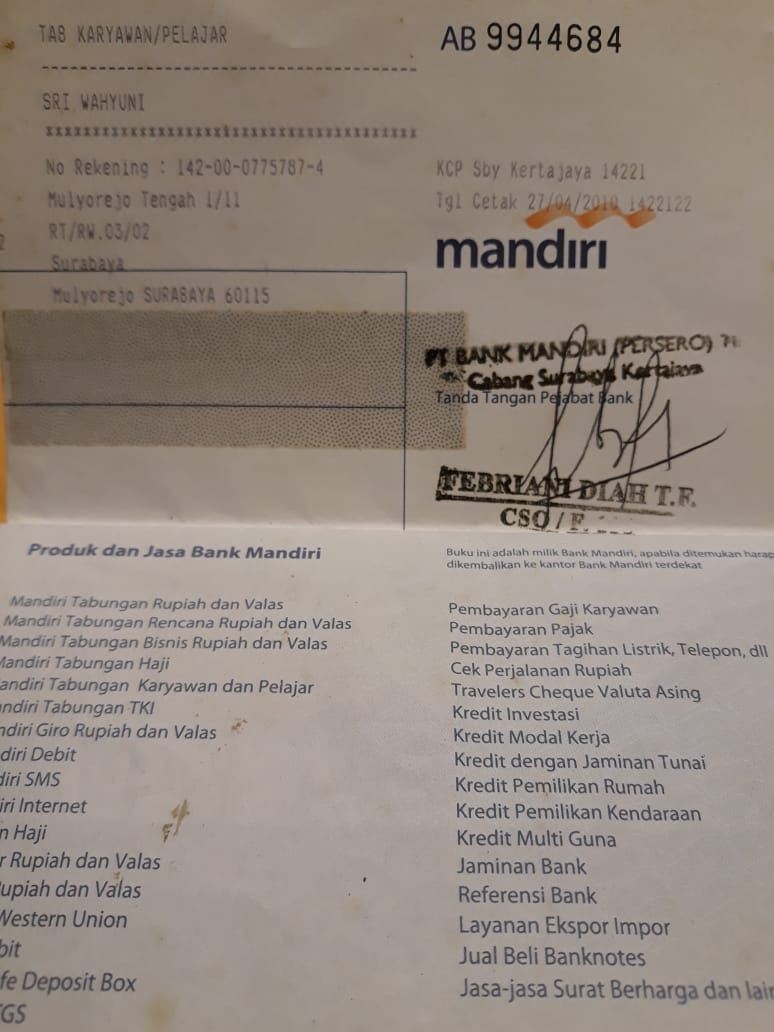 TAB KARYAWAN/PELAJAR
AB 9944684
----------------------------------------
SRI WAHYUNI
xxxxxxxxxxxxxxxxxxxxxxxxxxxxxxxxxxxxxxxx
No Rekening : 142-00-0775787-4
Mulyorejo Tengah 1/11
RT/RW.03/02
Surabaya
Mulyorejo SURABAYA 60115
KCP Sby Kertajaya 14221
Tgl Cetak 27/04/2010 1422122
mandırı
PT BANK MANDIRI (PERSERO)
Cabang Surabaya Kertajaya
Tanda Tangan Pejabat Bank
FEBRIANI DIAH T.F.
CSO / F
Produk dan Jasa Bank Mandiri
Mandiri Tabungan Rupiah dan Valas
Mandiri Tabungan Rencana Rupiah dan Valas
Mandiri Tabungan Bisnis Rupiah dan Valas
Mandiri Tabungan Haji
andiri Tabungan Karyawan dan Pelajar
andiri Tabungan TKI
ndiri Giro Rupiah dan Valas
diri Debit
diri SMS
iri Internet
n Haji
r Rupiah dan Valas
upiah dan Valas
Western Union
bit
fe Deposit Box
GS
Buku ini adalah milik Bank Mandiri, apabila ditemukan harap
dikembalikan ke kantor Bank Mandiri terdekat
Pembayaran Gaji Karyawan
Pembayaran Pajak
Pembayaran Tagihan Listrik, Telepon, dll
Cek Perjalanan Rupiah
Travelers Cheque Valuta Asing
Kredit Investasi
Kredit Modal Kerja
Kredit dengan Jaminan Tunai
Kredit Pemilikan Rumah
Kredit Pemilikan Kendaraan
Kredit Multi Guna
Jaminan Bank
Referensi Bank
Layanan Ekspor Impor
Jual Beli Banknotes
Jasa-jasa Surat Berharga dan lain